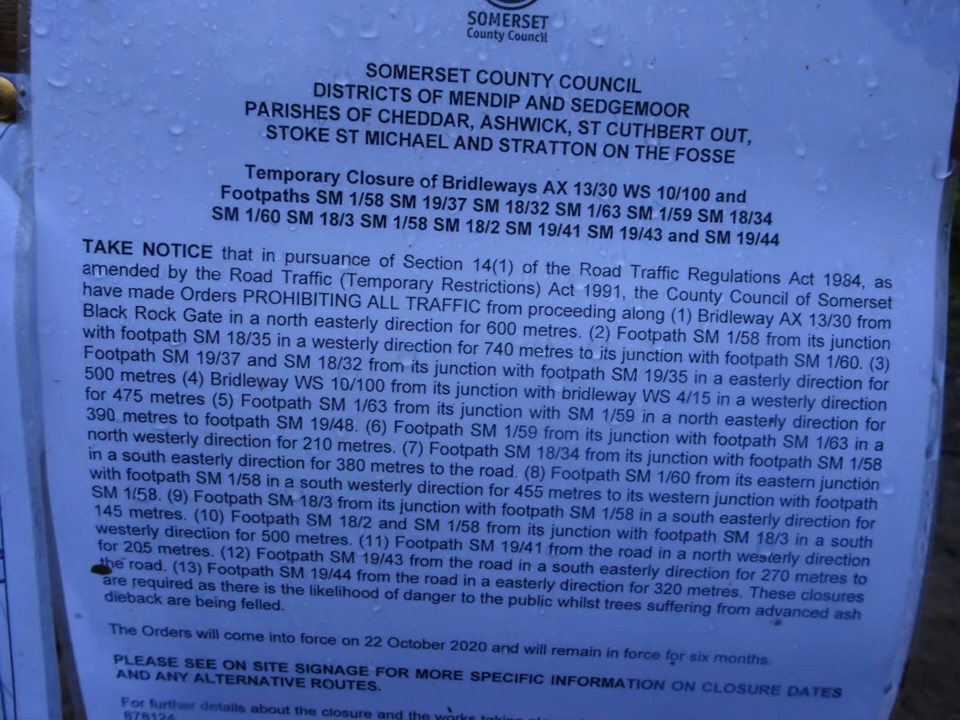 SOMERSET
County Council
SOMERSET COUNTY COUNCIL
DISTRICTS OF MENDIP AND SEDGEMOOR
PARISHES OF CHEDDAR, ASHWICK, ST CUTHBERT OUT,
STOKE ST MICHAEL AND STRATTON ON THE FOSSE
Temporary Closure of Bridleways AX 13/30 WS 10/100 and
Footpaths SM 1/58 SM 19/37 SM 18/32 SM 1/63 SM 1/59 SM 18/34
SM 1/60 SM 18/3 SM 1/58 SM 18/2 SM 19/41 SM 19/43 and SM 19/44
TAKE NOTICE that in pursuance of Section 14(1) of the Road Traffic Regulations Act 1984, as
amended by the Road Traffic (Temporary Restrictions) Act 1991, the County Council of Somerset
have made Orders PROHIBITING ALL TRAFFIC from proceeding along (1) Bridleway AX 13/30 from
Black Rock Gate in a north easterly direction for 600 metres. (2) Footpath SM 1/58 from its junction
with footpath SM 18/35 in a westerly direction for 740 metres to its junction with footpath SM 1/60. (3)
Footpath SM 19/37 and SM 18/32 from its junction with footpath SM 19/35 in a easterly direction for
500 metres (4) Bridleway WS 10/100 from its junction with bridleway WS 4/15 in a westerly direction
for 475 metres (5) Footpath SM 1/63 from its junction with SM 1/59 in a north easterly direction for
390 metres to footpath SM 19/48. (6) Footpath SM 1/59 from its junction with footpath SM 1/63 in a
north westerly direction for 210 metres. (7) Footpath SM 18/34 from its junction with footpath SM 1/58
in a south easterly direction for 380 metres to the road. (8) Footpath SM 1/60 from its eastern junction
with footpath SM 1/58 in a south westerly direction for 455 metres to its western junction with footpath
SM 1/58. (9) Footpath SM 18/3 from its junction with footpath SM 1/58 in a south easterly direction for
145 metres. (10) Footpath SM 18/2 and SM 1/58 from its junction with footpath SM 18/3 in a south
westerly direction for 500 metres. (11) Footpath SM 19/41 from the road in a north westerly direction
for 205 metres. (12) Footpath SM 19/43 from the road in a south easterly direction for 270 metres to
the road. (13) Footpath SM 19/44 from the road in a easterly direction for 320 metres. These closures
are required as there is the likelihood of danger to the public whilst trees suffering from advanced ash
dieback are being felled.
The Orders will come into force on 22 October 2020 and will remain in force for six months.
PLEASE SEE ON SITE SIGNAGE FOR MORE SPECIFIC INFORMATION ON CLOSURE DATES
AND ANY ALTERNATIVE ROUTES.
For further details about the closure and the works